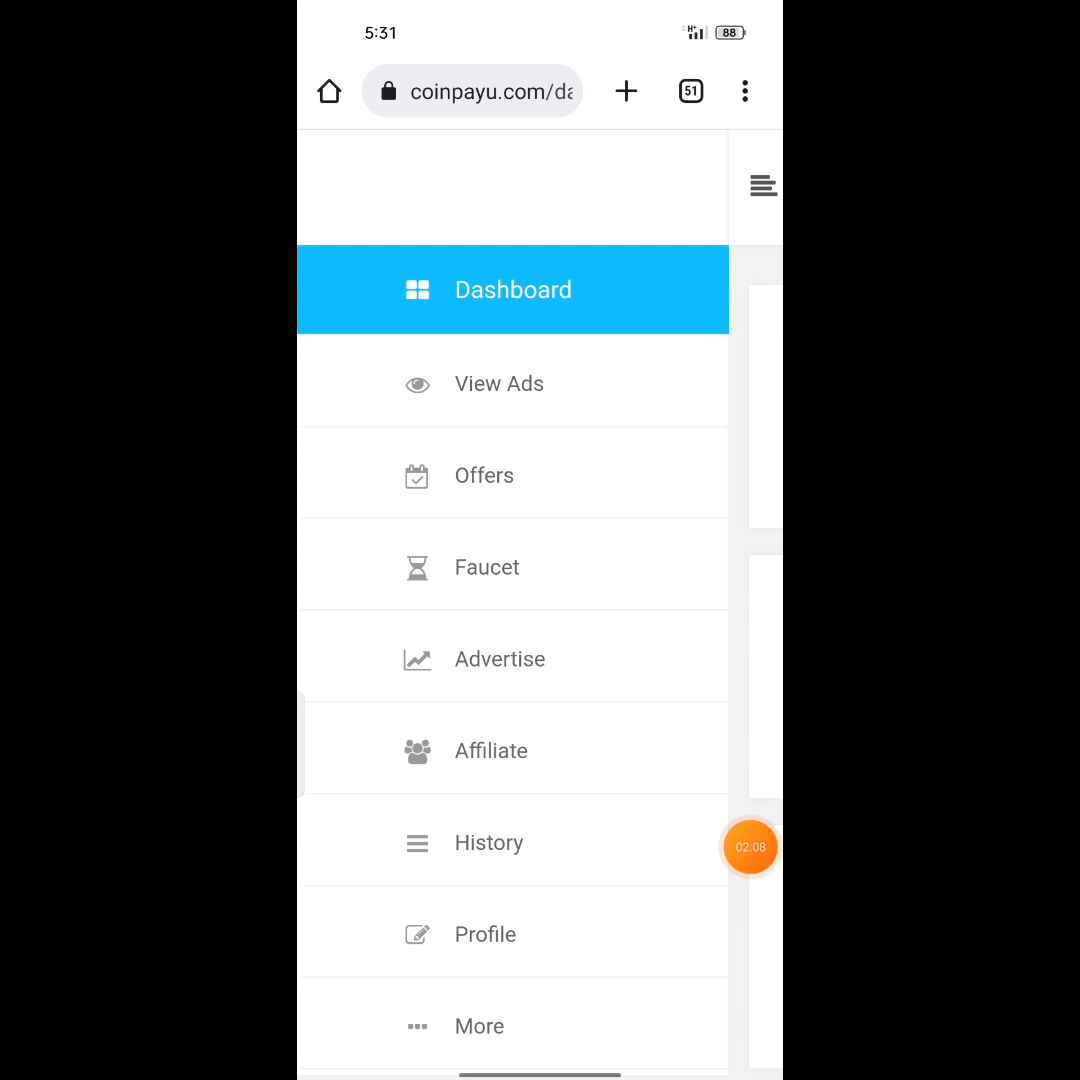 5:31
H+
88
coinpayu.com/da
51
Dashboard
View Ads
Offers
Faucet
Advertise
Affiliate
History
02:08
Profile
More